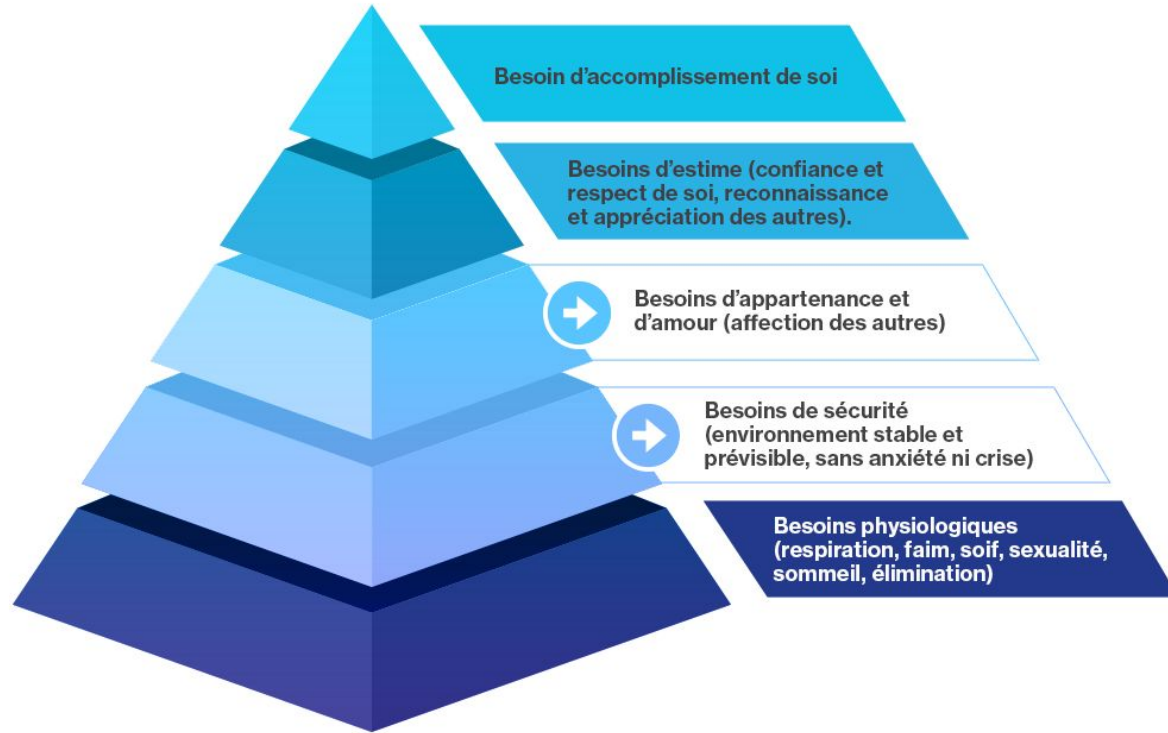 Besoin d’accomplissement de soi
Besoins d’estime (confiance et
respect de soi, reconnaissance
et appréciation des autres).
Besoins d’appartenance et
d’amour (affection des autres)
Besoins de sécurité
(environnement stable et
prévisible, sans anxiété ni crise)
Besoins physiologiques
(respiration, faim, soif, sexualité,
sommeil, élimination)